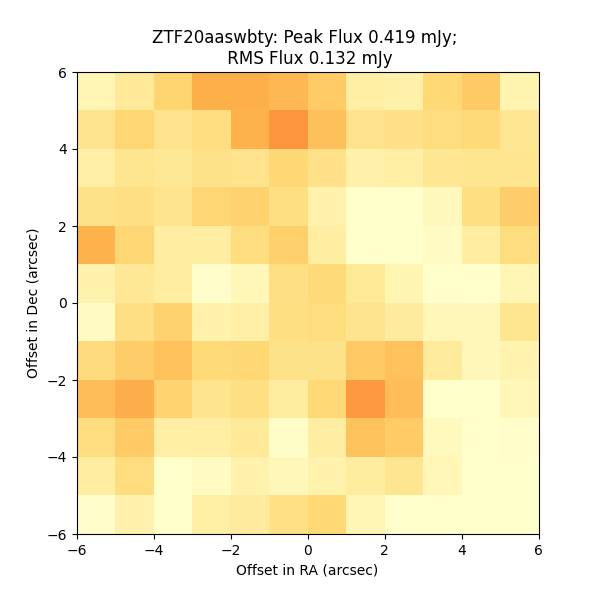 ZTF20aaswbty: Peak Flux 0.419 mJy;
RMS Flux 0.132 mJy
6
4
2
0
−2
−4
−6
Offset in Dec (arcsec)
−6 −4 −2 0 2 4 6
Offset in RA (arcsec)